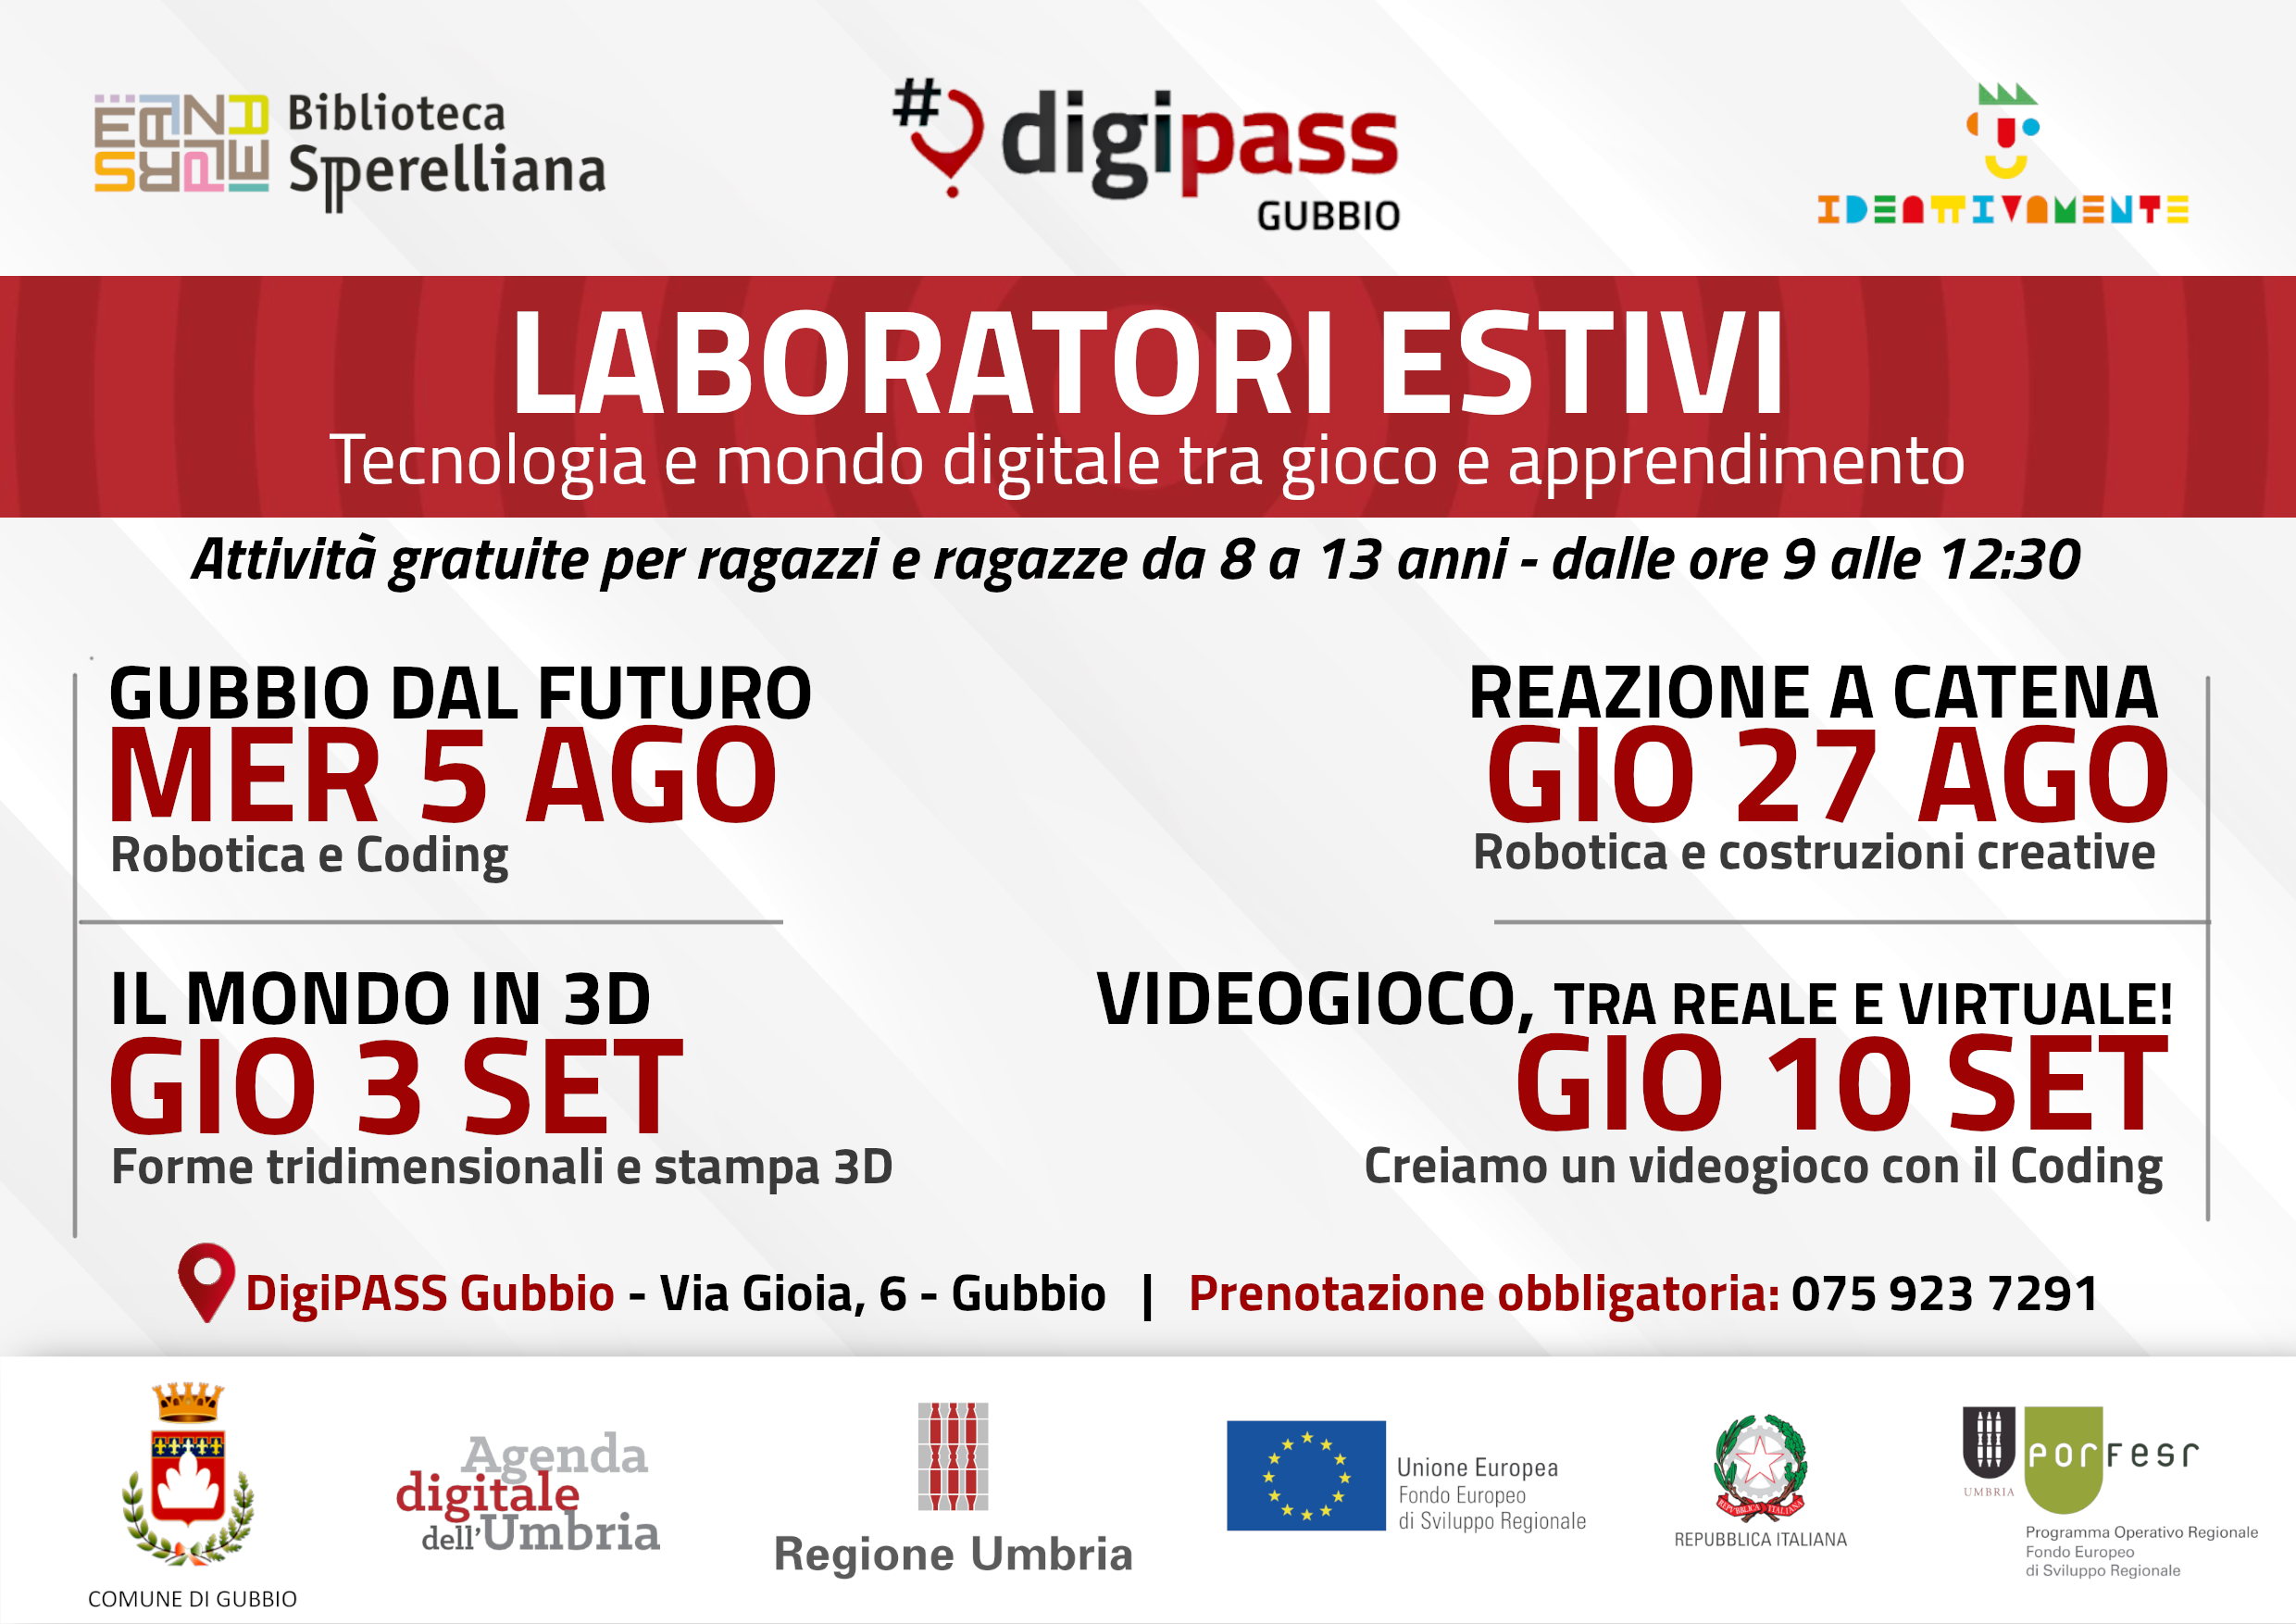 Biblioteca
Sperelliana
#digipass
GUBBIO
IDEATTIVAMENTE
LABORATORI ESTIVI
Tecnologia e mondo digitale tra gioco e apprendimento
Attività gratuite per ragazzi e ragazze da 8 a 13 anni - dalle ore 9 alle 12:30
GUBBIO DAL FUTURO
MER 5 AGO
Robotica e Coding
REAZIONE A CATENA
GIO 27 AGO
Robotica e costruzioni creative
IL MONDO IN 3D
GIO 3 SET
Forme tridimensionali e stampa 3D
VIDEOGIOCO, TRA REALE E VIRTUALE!
GIO 10 SET
Creiamo un videogioco con il Coding
DigiPASS Gubbio - Via Gioia, 6 - Gubbio | Prenotazione obbligatoria: 075 923 7291
COMUNE DI GUBBIO
Agenda
digitale
dell'Umbria
Regione Umbria
Unione Europea
Fondo Europeo
di Sviluppo Regionale
REPVBBLICA ITALIANA
REPUBBLICA ITALIANA
UMBRIA
porfesr
Programma Operativo Regionale
Fondo Europeo
di Sviluppo Regionale